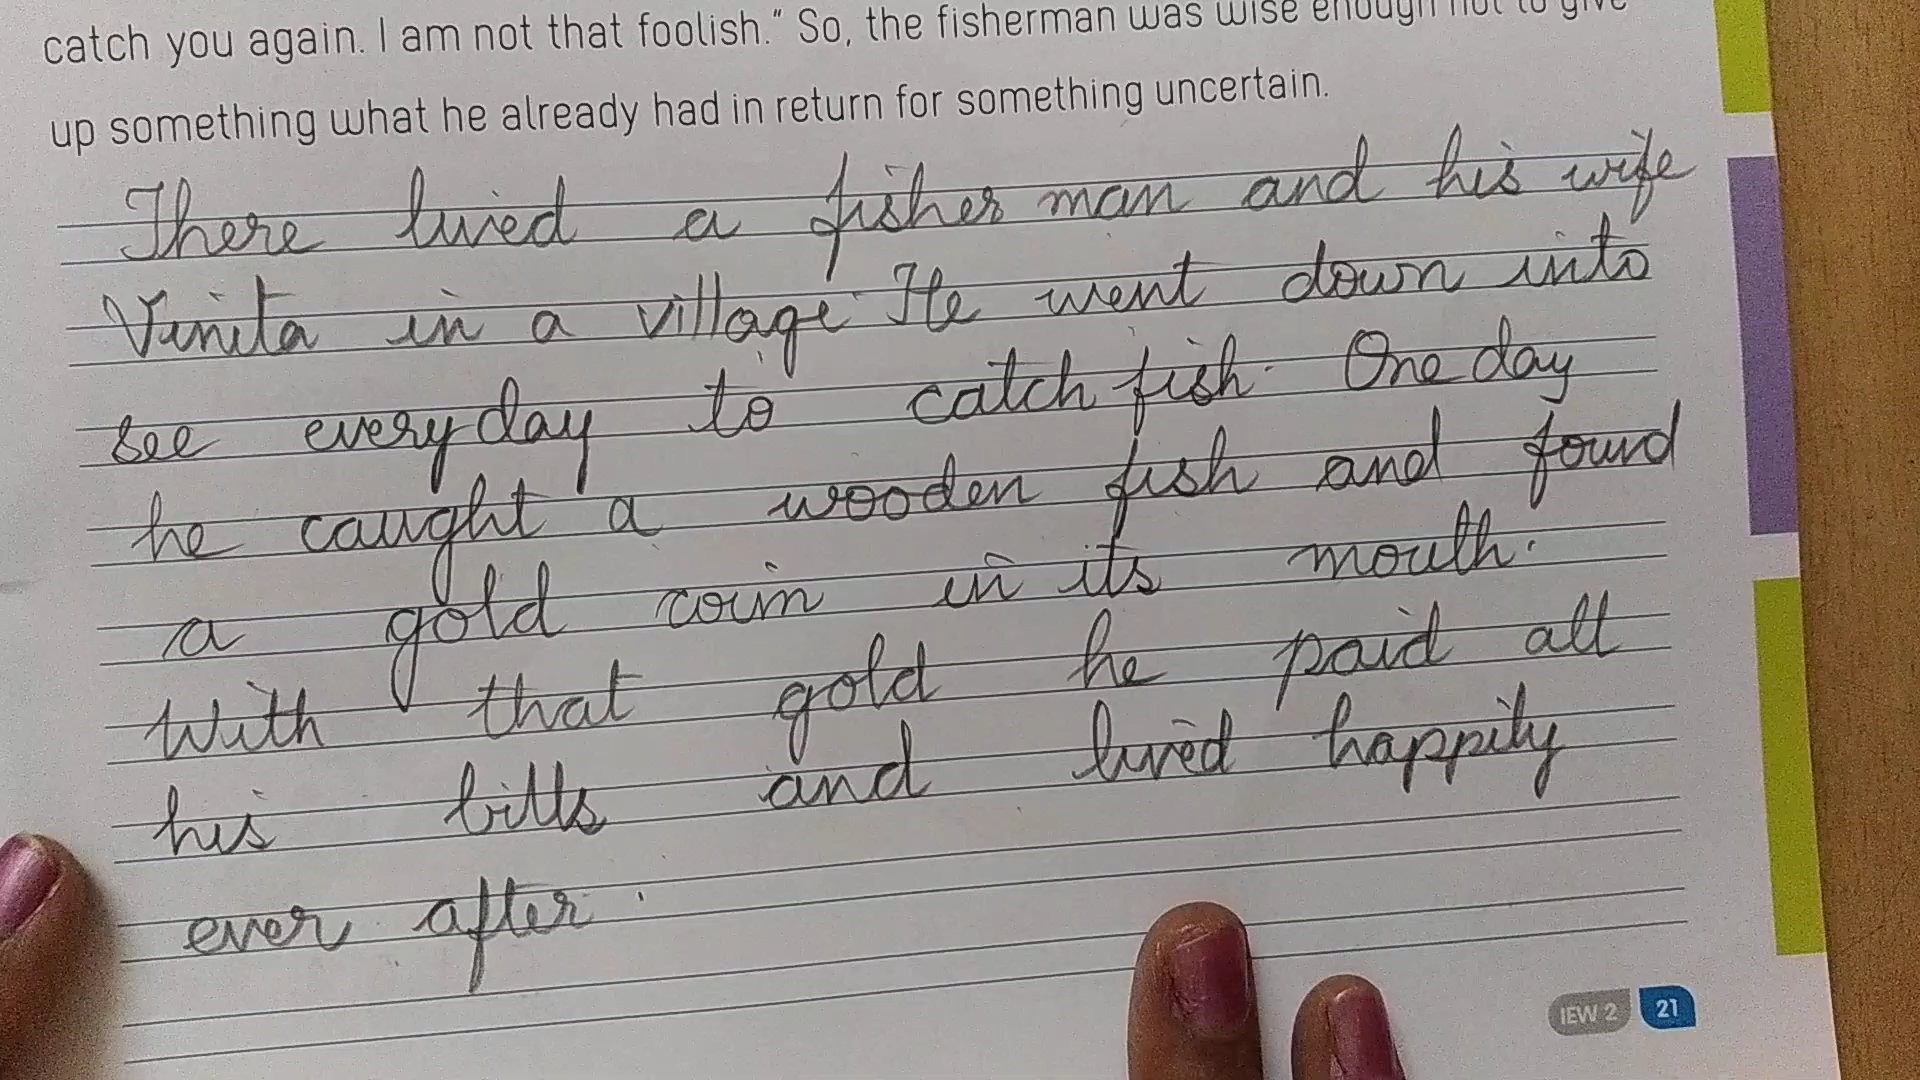 catch you again. I am not that foolish." So, the fisherman was wise enough not to give
up something what he already had in return for something uncertain.
There lived a fisher man and his wife
Vinita in a village. He went down into
see everyday to catch fish. One day
he caught a wooden fish and found
a gold coin in its mouth.
With that gold he paid all
his bills and lived happily
ever after.
IEW 2 21